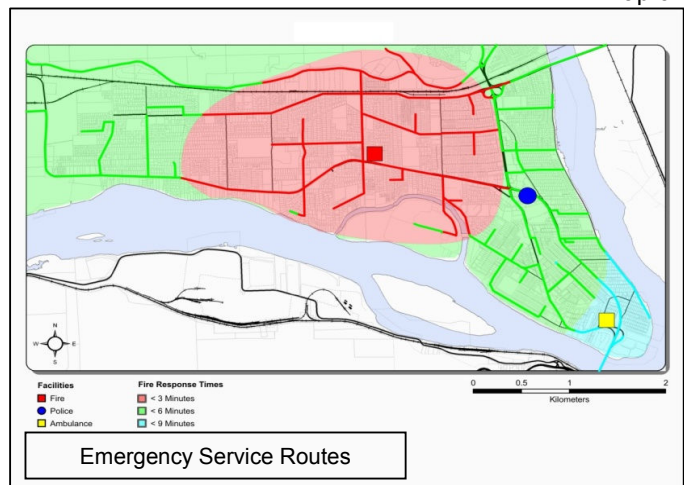 N
W E
S
Facilities
Fire
Police
Ambulance
Fire Response Times
< 3 Minutes
< 6 Minutes
< 9 Minutes
0 0.5 1 2
Kilometers
Emergency Service Routes